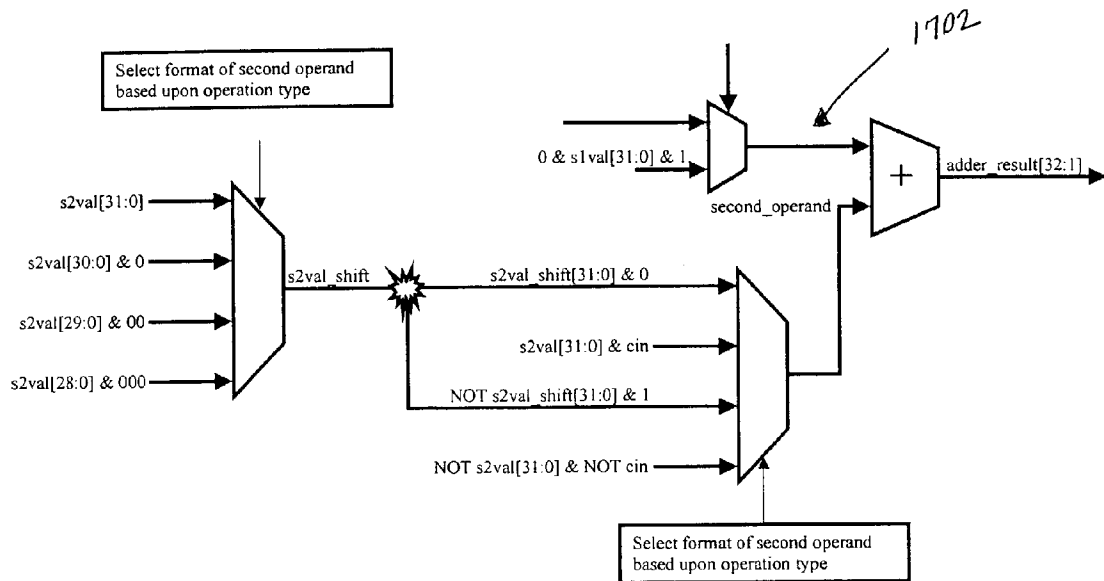 1702
Select format of second operand
based upon operation type
0 & s1val[31:0] & 1
adder_result[32:1]
+
s2val[31:0]
second_operand
s2val[30:0] & 0
s2val_shift
s2val_shift[31:0] & 0
s2val[29:0] & 00
s2val[31:0] & cin
s2val[28:0] & 000
NOT s2val_shift[31:0] & 1
NOT s2val[31:0] & NOT cin
Select format of second operand
based upon operation type